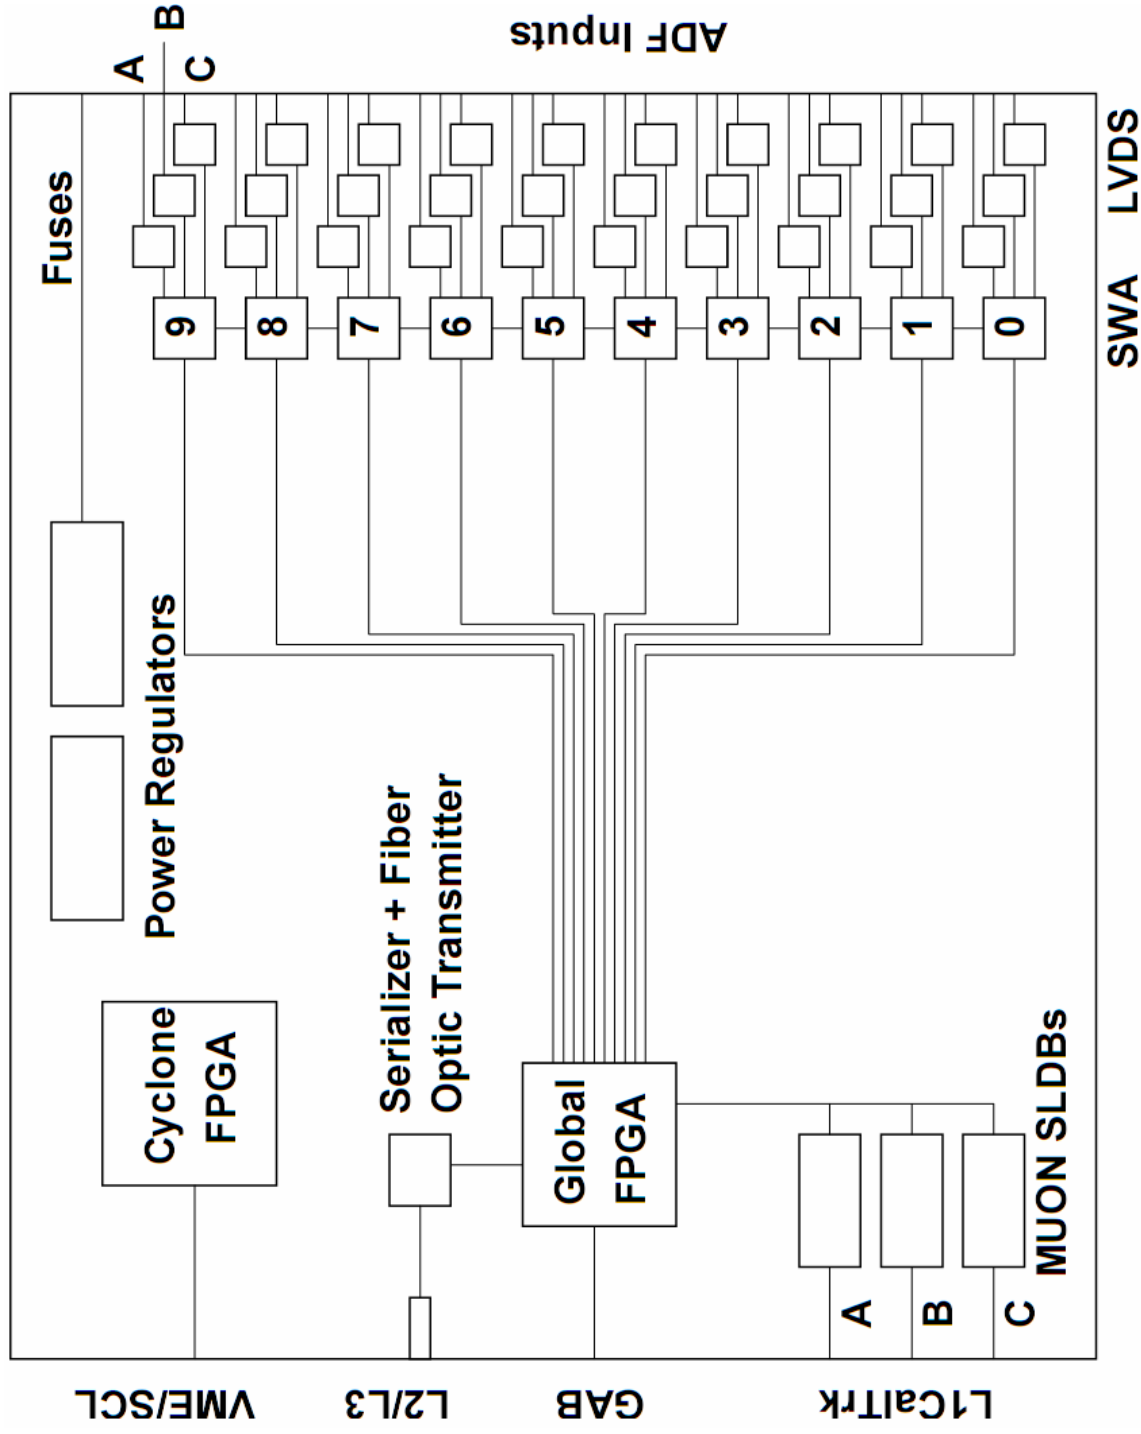 A
B
C
ADF Inputs
Fuses
LVDS
SWA
9
8
7
6
5
4
3
2
1
0
Power Regulators
Serializer + Fiber
Optic Transmitter
Cyclone
FPGA
Global
FPGA
MUON SLDBs
A
B
C
VME/SCL
L2/L3
GAB
L1CalTrk